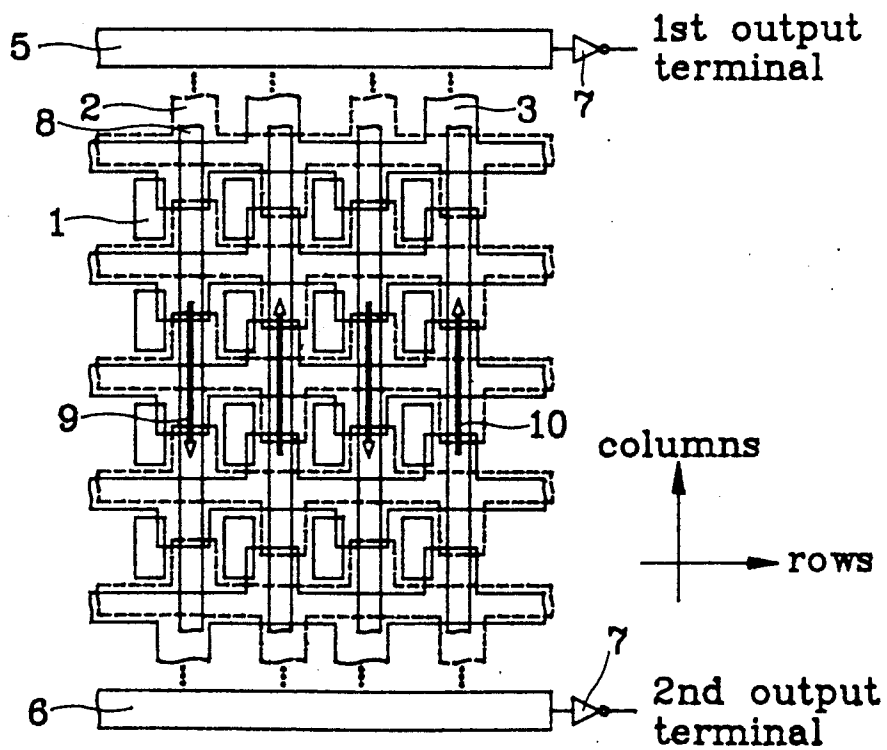 5
1st output
terminal
7
2
3
8
1
9
10
columns
rows
7
6
2nd output
terminal